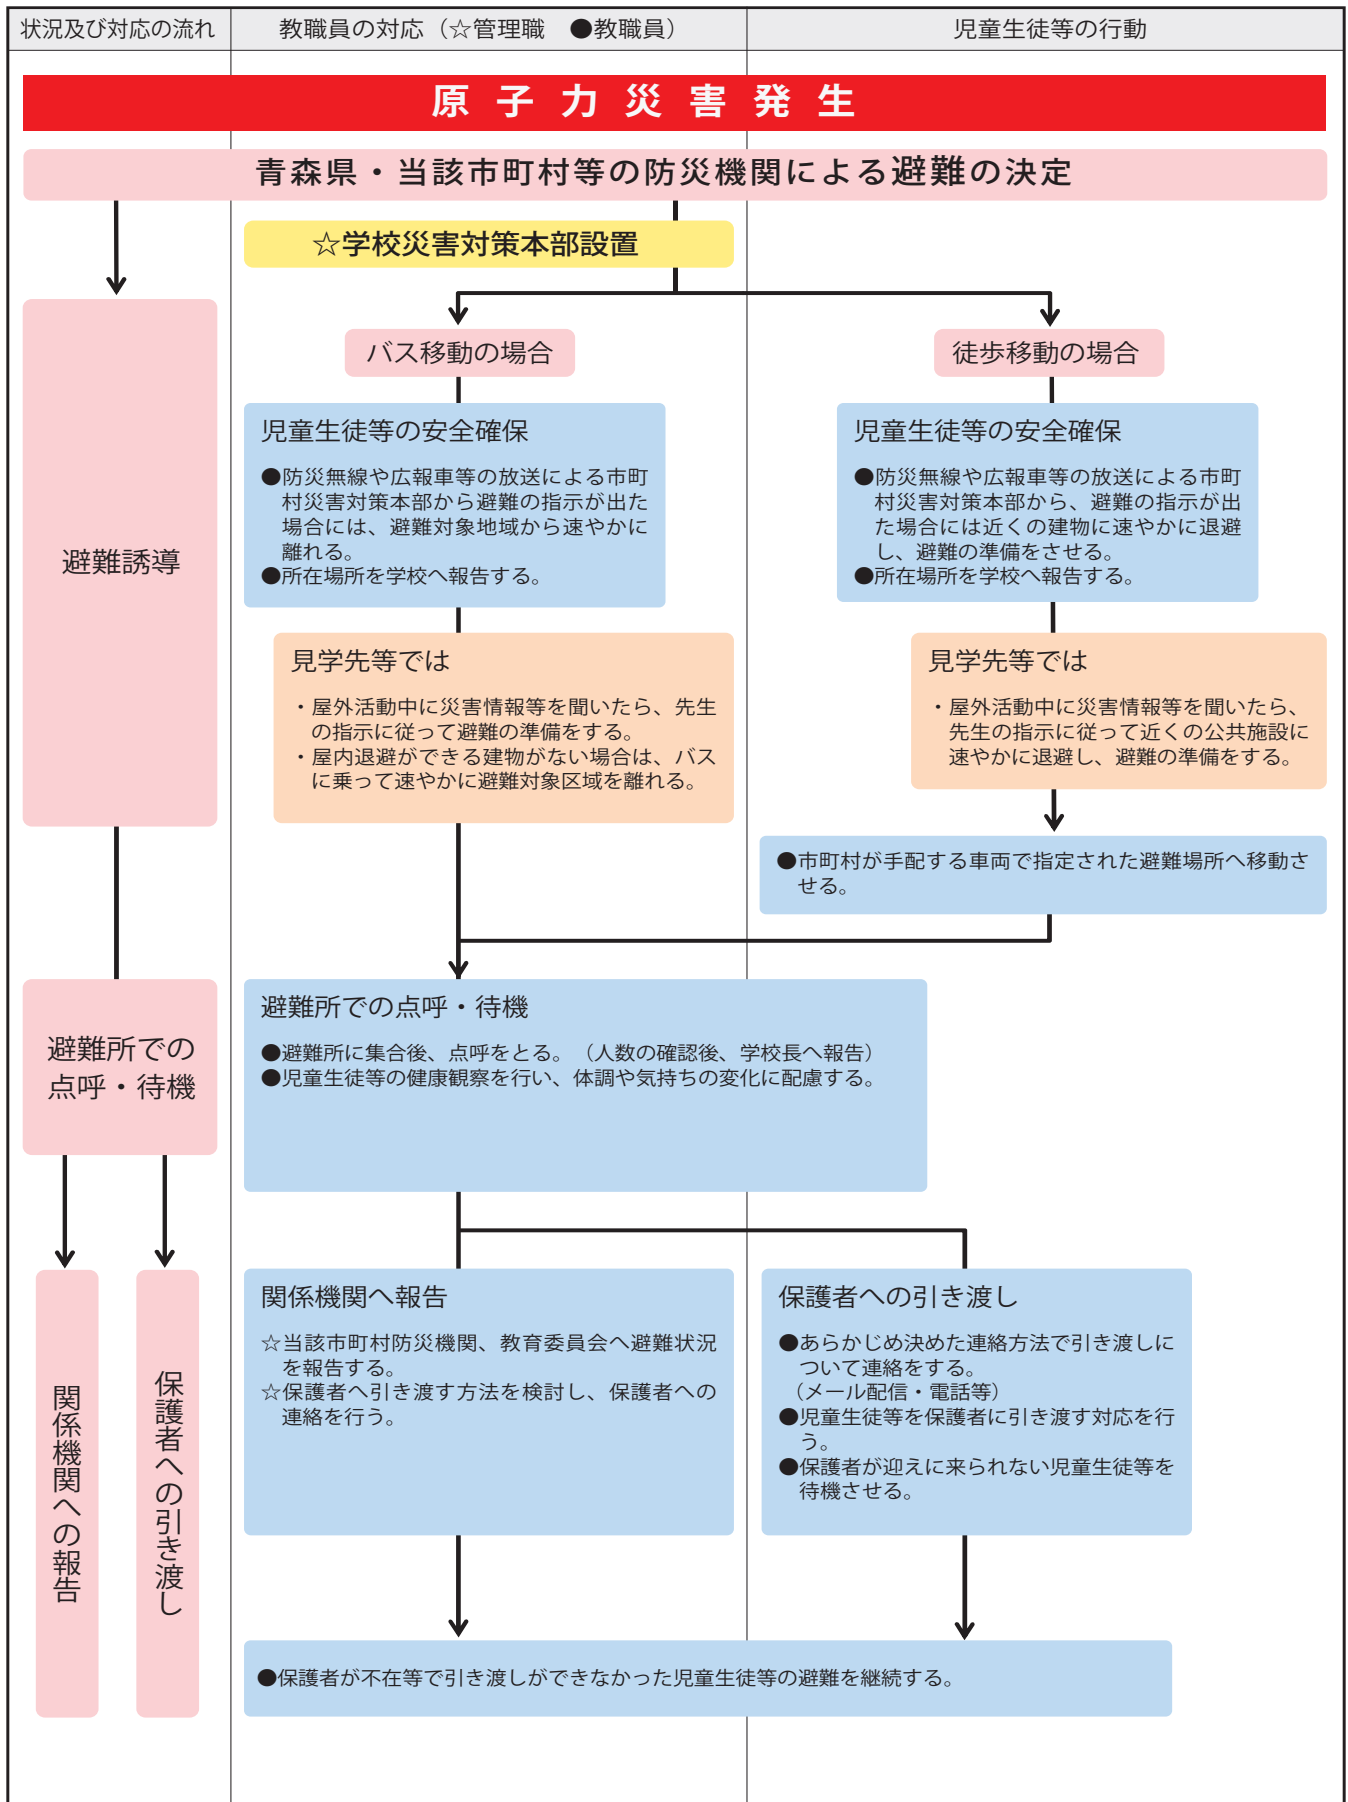 状況及び対応の流れ
教職員の対応（☆管理職　●教職員）
児童生徒等の行動
原子力災害発生
青森県・当該市町村等の防災機関による避難の決定
☆学校災害対策本部設置
避難誘導
バス移動の場合
児童生徒等の安全確保
●防災無線や広報車等の放送による市町
村災害対策本部から避難の指示が出た
場合には、避難対象地域から速やかに
離れる。
●所在場所を学校へ報告する。
見学先等では
・屋外活動中に災害情報等を聞いたら、先生
の指示に従って避難の準備をする。
・屋内退避ができる建物がない場合は、バス
に乗って速やかに避難対象区域を離れる。
徒歩移動の場合
児童生徒等の安全確保
●防災無線や広報車等の放送による市町
村災害対策本部から、避難の指示が出
た場合には近くの建物に速やかに退避
し、避難の準備をさせる。
●所在場所を学校へ報告する。
見学先等では
・屋外活動中に災害情報等を聞いたら、
先生の指示に従って近くの公共施設に
速やかに退避し、避難の準備をする。
●市町村が手配する車両で指定された避難場所へ移動さ
せる。
避難所での
点呼・待機
避難所での点呼・待機
●避難所に集合後、点呼をとる。（人数の確認後、学校長へ報告）
●児童生徒等の健康観察を行い、体調や気持ちの変化に配慮する。
関係機関への報告
保護者への引き渡し
関係機関へ報告
☆当該市町村防災機関、教育委員会へ避難状況
を報告する。
☆保護者へ引き渡す方法を検討し、保護者への
連絡を行う。
保護者への引き渡し
●あらかじめ決めた連絡方法で引き渡しに
ついて連絡をする。
（メール配信・電話等）
●児童生徒等を保護者に引き渡す対応を行
う。
●保護者が迎えに来られない児童生徒等を
待機させる。
●保護者が不在等で引き渡しができなかった児童生徒等の避難を継続する。